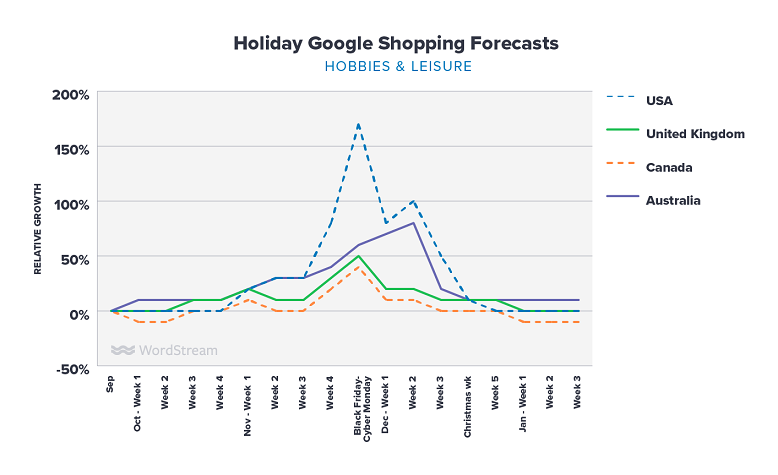 Holiday Google Shopping Forecasts
HOBBIES & LEISURE
200%
150%
100%
50%
0%
-50%
RELATIVE GROWTH
USA
United Kingdom
Canada
Australia
WordStream
Sep
Oct - Week 1
Week 2
Week 3
Week 4
Nov - Week 1
Week 2
Week 3
Week 4
Black Friday-
Cyber Monday
Dec - Week 1
Week 2
Week 3
Christmas wk
Week 5
Jan - Week 1
Week 2
Week 3